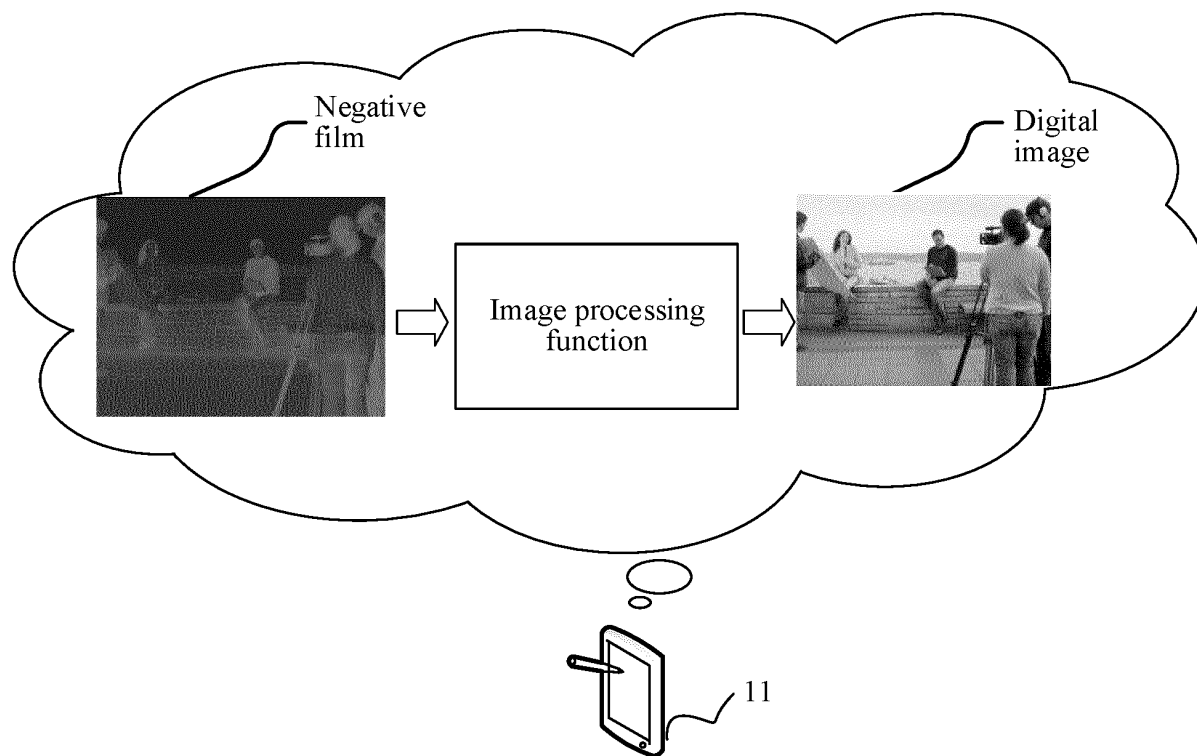 Negative
film
Digital
image
Image processing
function
11